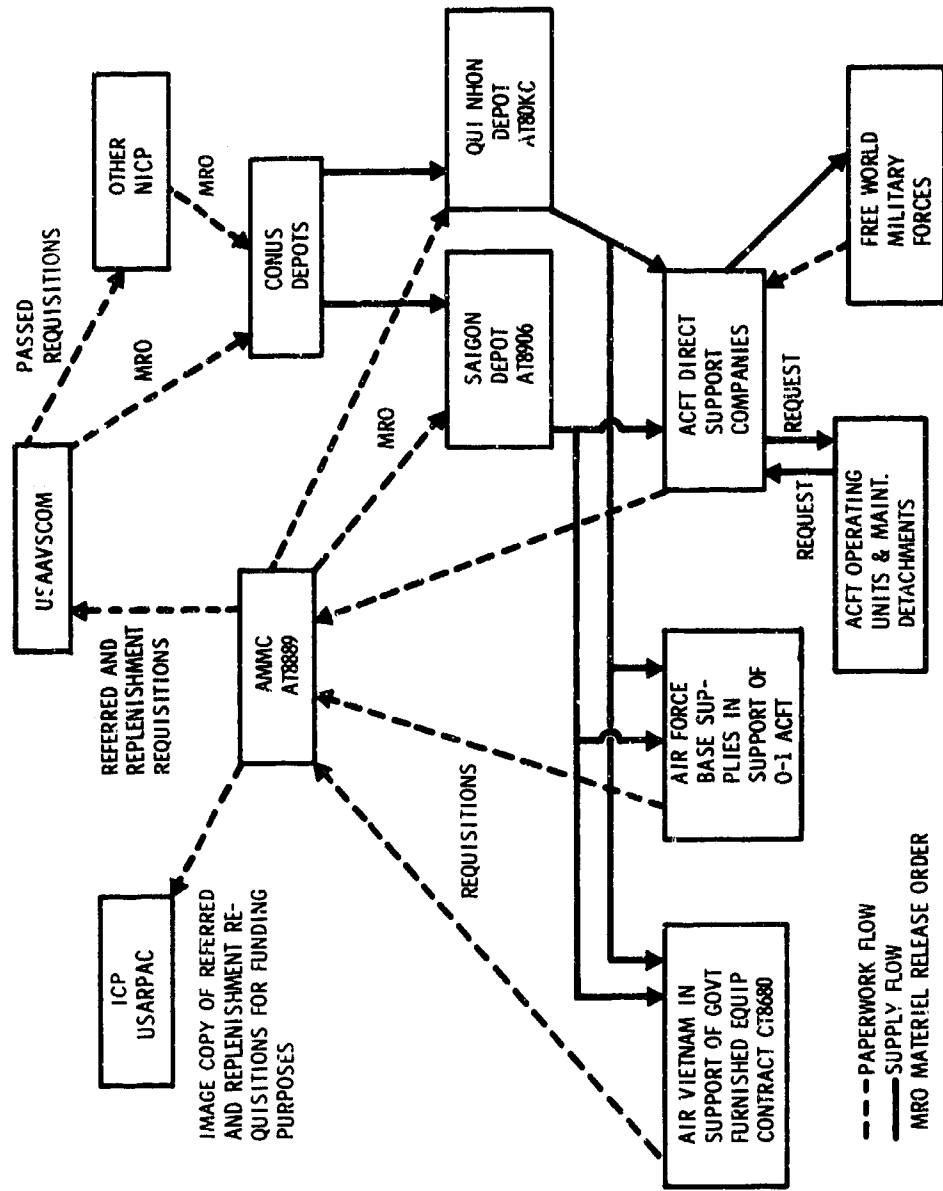 ICP
USARPAC
IMAGE COPY OF REFERRED
AND REPLENISHMENT RE-
QUISITIONS FOR FUNDING
PURPOSES
REFERRED AND
REPLENISHMENT
REQUISITIONS
USAAVSCOM
PASSED
REQUISITIONS
OTHER
NICP
MRO
MRO
CONUS
DEPOTS
AMMC
AT8889
MRO
SAIGON
DEPOT
AT8906
QUI NHON
DEPOT
AT80KC
REQUISITIONS
AIR VIETNAM IN
SUPPORT OF GOVT
FURNISHED EQUIP
CONTRACT CT8680
AIR FORCE
BASE SUP-
PLIES IN
SUPPORT OF
O-1 ACFT
ACFT DIRECT
SUPPORT
COMPANIES
REQUEST
REQUEST
ACFT OPERATING
UNITS & MAINT.
DETACHMENTS
FREE WORLD
MILITARY
FORCES
PAPERWORK FLOW
SUPPLY FLOW
MRO MATERIEL RELEASE ORDER